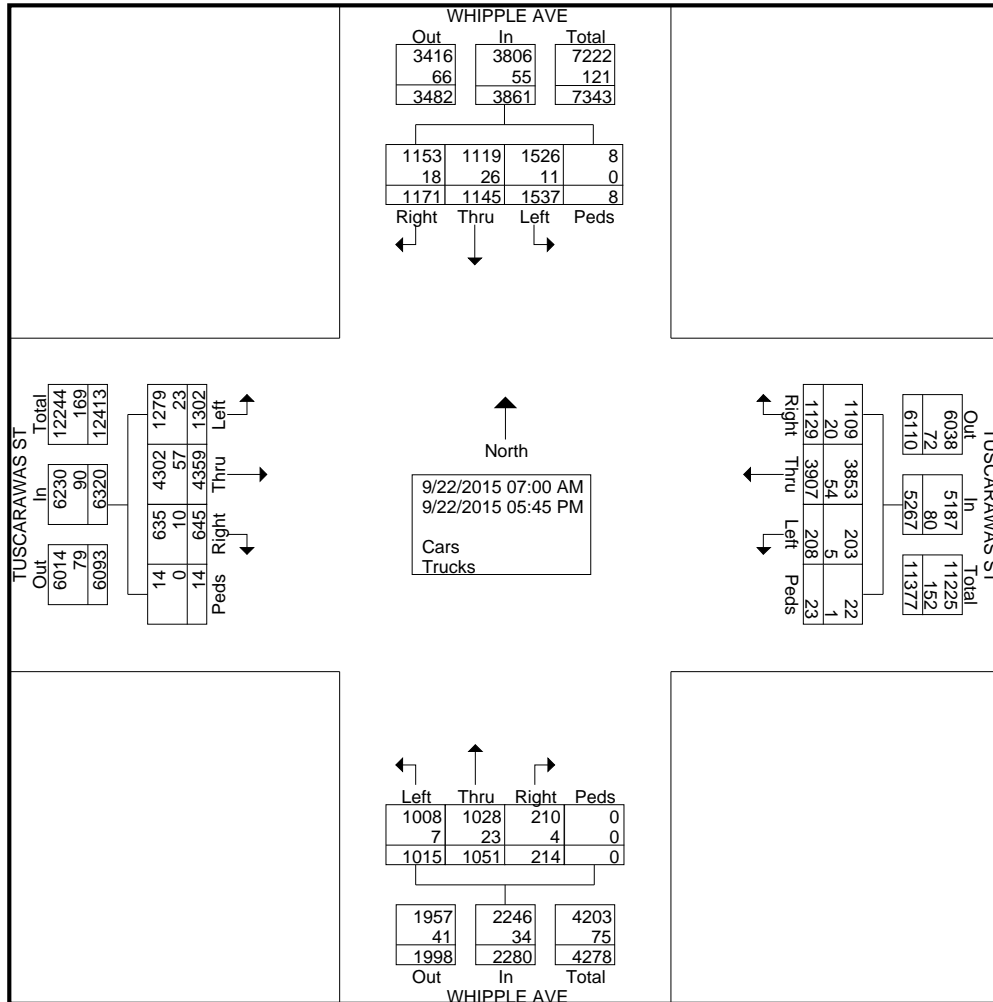 WHIPPLE AVE
Out In Total
3416 3806 7222
66 55 121
3482 3861 7343
1153 1119 1526 8
18 26 11 0
1171 1145 1537 8
Right Thru Left Peds
TUSCARAWAS ST
Total In Out
12244 6230 6014
169 90 79
12413 6320 6093
1279 4302 635 14
23 57 10 0
1302 4359 645 14
Left Thru Right Peds
North
9/22/2015 07:00 AM
9/22/2015 05:45 PM
Cars
Trucks
Right Thru Left Peds
1109 3853 203 22
20 54 5 1
1129 3907 208 23
TUSCARAWAS ST
Out In Total
6038 5187 11225
72 80 152
6110 5267 11377
Left Thru Right Peds
1008 1028 210 0
7 23 4 0
1015 1051 214 0
1957 2246 4203
41 34 75
1998 2280 4278
Out In Total
WHIPPLE AVE